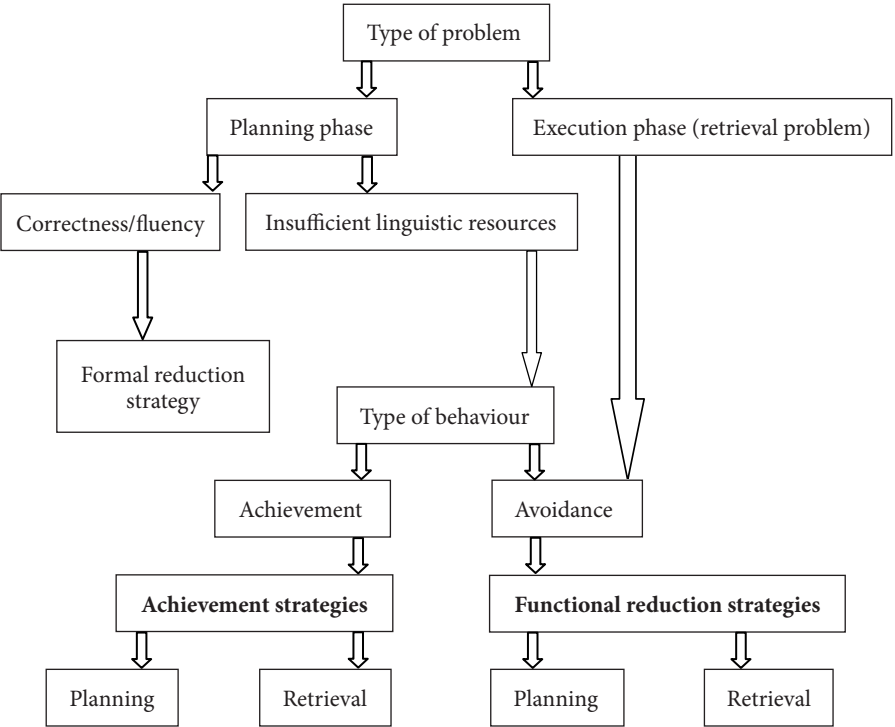 Type of problem
Planning phase
Execution phase (retrieval problem)
Correctness/fluency
Insufficient linguistic resources
Formal reduction
strategy
Type of behaviour
Achievement
Avoidance
Achievement strategies
Functional reduction strategies
Planning
Retrieval
Planning
Retrieval